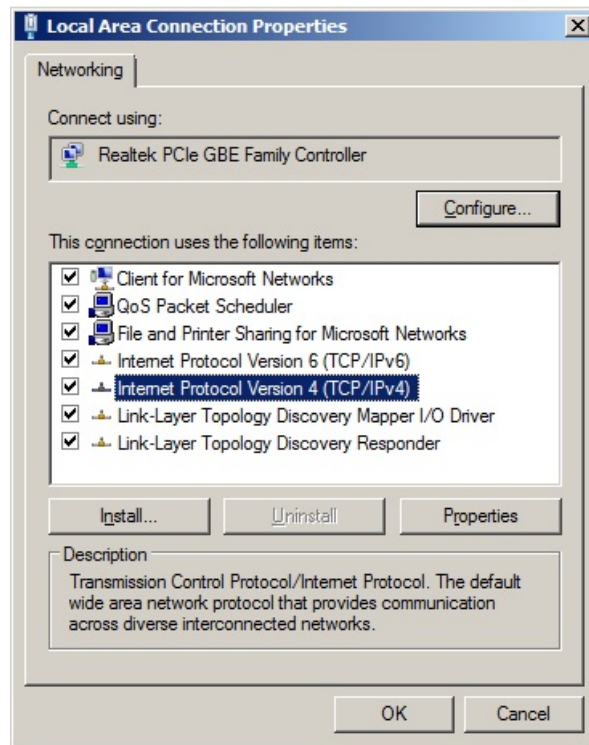 Local Area Connection Properties
Networking
Connect using:
Realtek PCIe GBE Family Controller
Configure...
This connection uses the following items:
Client for Microsoft Networks
QoS Packet Scheduler
File and Printer Sharing for Microsoft Networks
Internet Protocol Version 6 (TCP/IPv6)
Internet Protocol Version 4 (TCP/IPv4)
Link-Layer Topology Discovery Mapper I/O Driver
Link-Layer Topology Discovery Responder
Install... Uninstall Properties
Description
Transmission Control Protocol/Internet Protocol. The default
wide area network protocol that provides communication
across diverse interconnected networks.
OK Cancel